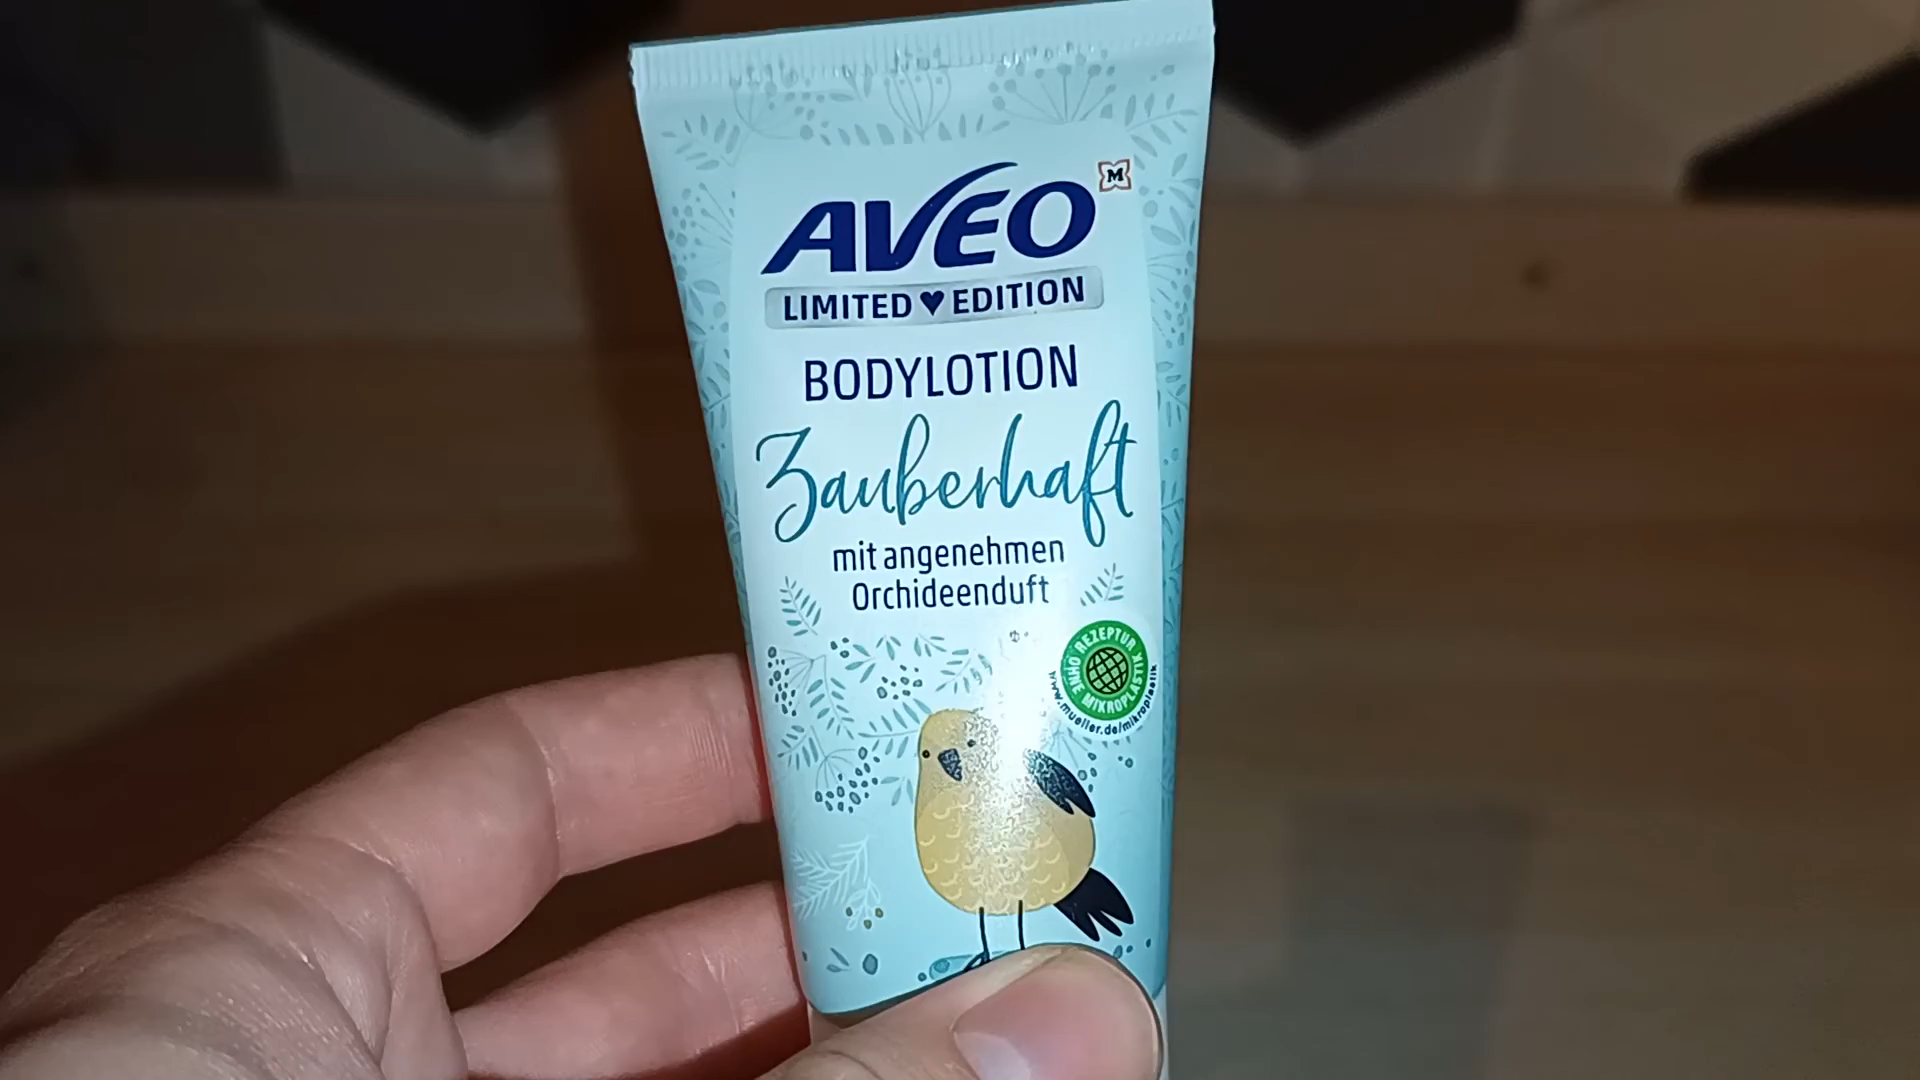 AVEO
M
LIMITED ♥ EDITION
BODYLOTION
Zauberhaft
mit angenehmen
Orchideenduft
REZEPTUR
OHNE MIKROPLASTIK
www.mueller.de/mikroplastik